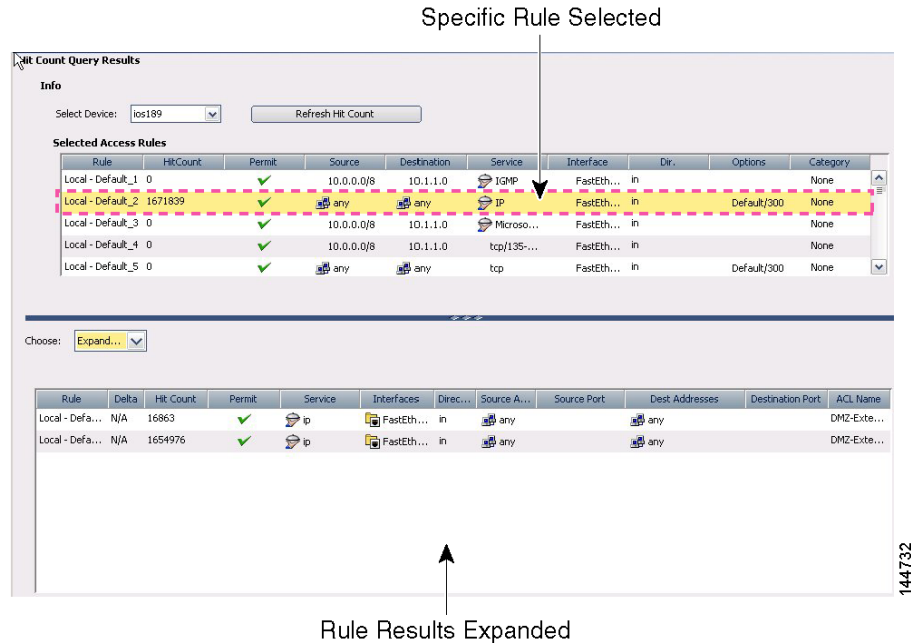 Specific Rule Selected
Hit Count Query Results
Info
Select Device: ios189 Refresh Hit Count
Selected Access Rules
Rule HitCount Permit Source Destination Service Interface Dir. Options Category
Local - Default_1 0 10.0.0.0/8 10.1.1.0 IGMP FastEth... in None
Local - Default_2 1671839 any any IP FastEth... in Default/300 None
Local - Default_3 0 10.0.0.0/8 10.1.1.0 Microso... FastEth... in None
Local - Default_4 0 10.0.0.0/8 10.1.1.0 tcp/135-... FastEth... in None
Local - Default_5 0 any any tcp FastEth... in Default/300 None
Choose: Expand...
Rule Delta Hit Count Permit Service Interfaces Direc... Source A... Source Port Dest Addresses Destination Port ACL Name
Local - Defa... N/A 16863 ip FastEth... in any any DMZ-Exte...
Local - Defa... N/A 1654976 ip FastEth... in any any DMZ-Exte...
144732
Rule Results Expanded